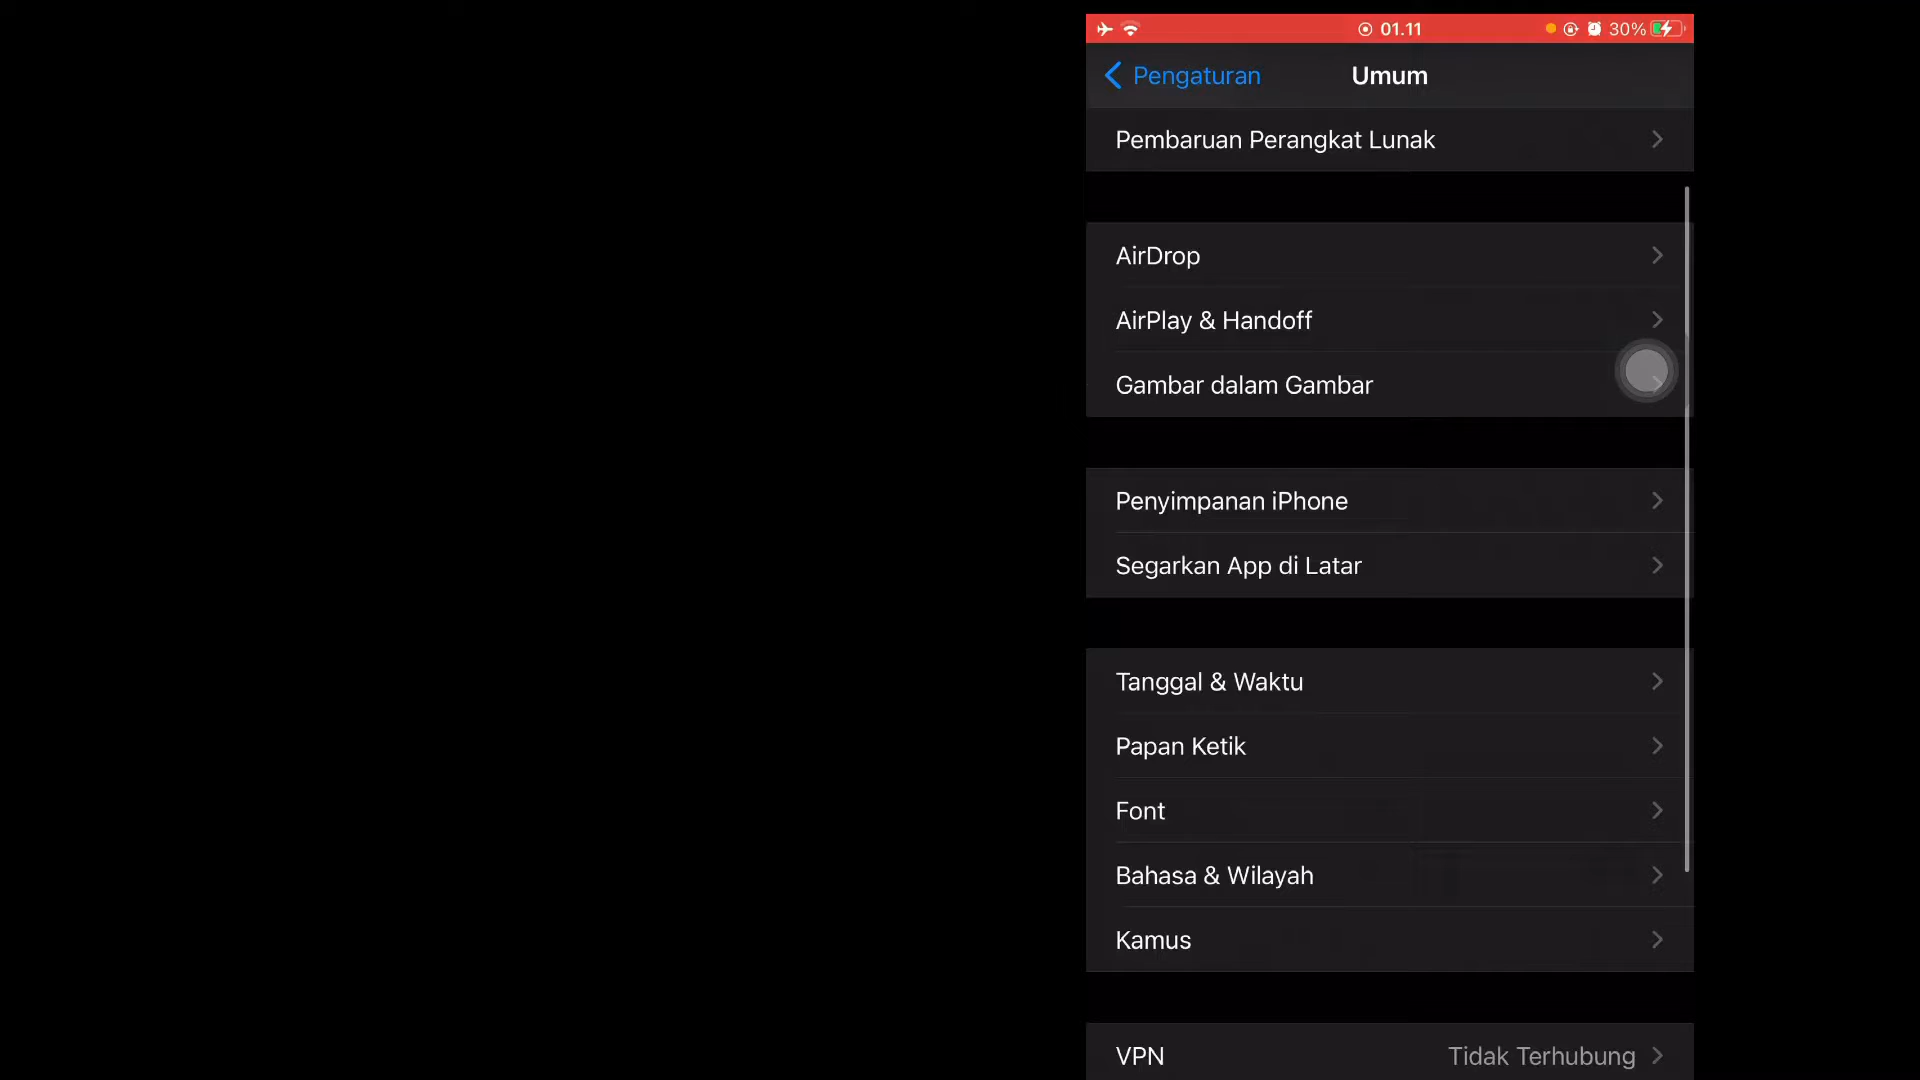 01.11
30%
Pengaturan
Umum
Pembaruan Perangkat Lunak
AirDrop
AirPlay & Handoff
Gambar dalam Gambar
Penyimpanan iPhone
Segarkan App di Latar
Tanggal & Waktu
Papan Ketik
Font
Bahasa & Wilayah
Kamus
VPN
Tidak Terhubung